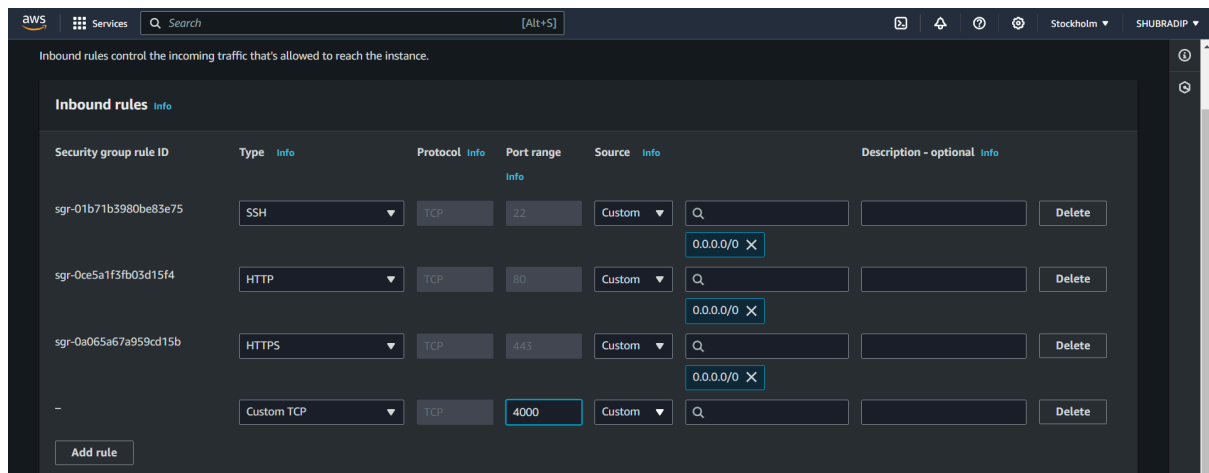 aws Services Search [Alt+S] Stockholm ▼ SHUBRADIP ▼
Inbound rules control the incoming traffic that's allowed to reach the instance.
Inbound rules Info
Security group rule ID Type Info Protocol Info Port range Info Source Info Description - optional Info
sgr-01b71b3980be83e75 SSH TCP 22 Custom Delete
0.0.0.0/0
sgr-0ce5a1f3fb03d15f4 HTTP TCP 80 Custom Delete
0.0.0.0/0
sgr-0a065a67a959cd15b HTTPS TCP 443 Custom Delete
0.0.0.0/0
– Custom TCP TCP 4000 Custom Delete
Add rule